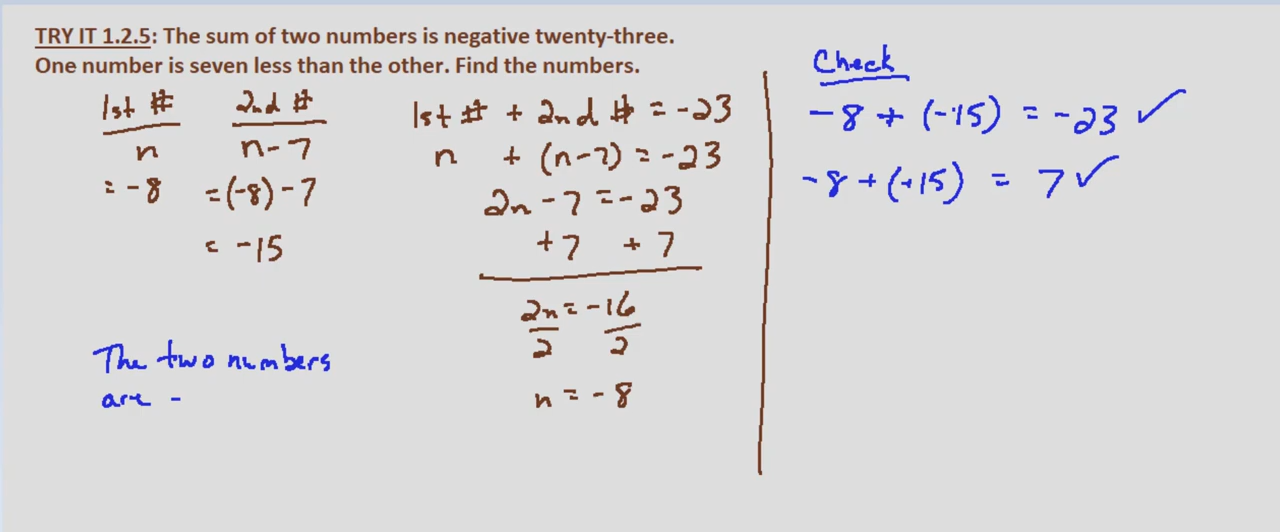 TRY IT 1.2.5: The sum of two numbers is negative twenty-three.
One number is seven less than the other. Find the numbers.
1st # 2nd #
n n - 7
= -8 = (-8) - 7
= -15
The two numbers
are -
1st # + 2nd # = -23
n + (n-7) = -23
2n - 7 = -23
+7 + 7
2n = -16
2 2
n = -8
Check
-8 + (-15) = -23 ✓
-8 + (+15) = 7 ✓